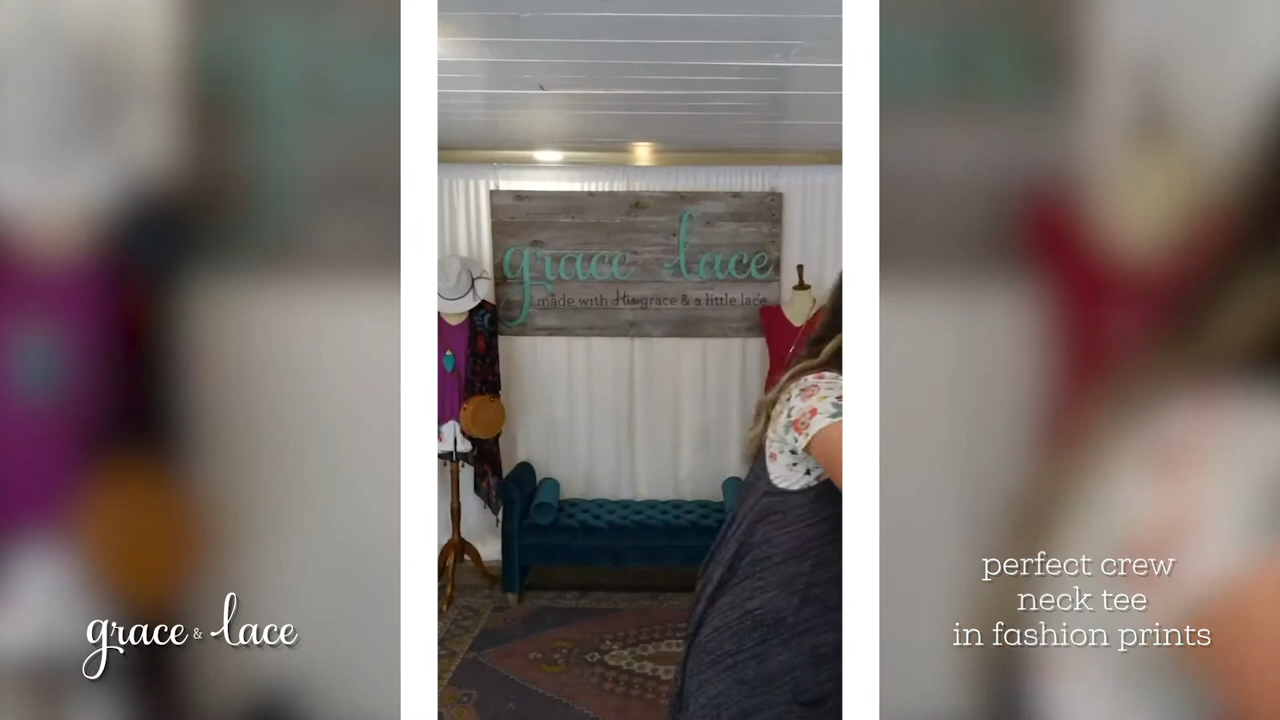 grace lace
made with His grace & a little lace
grace & lace
perfect crew
neck tee
in fashion prints